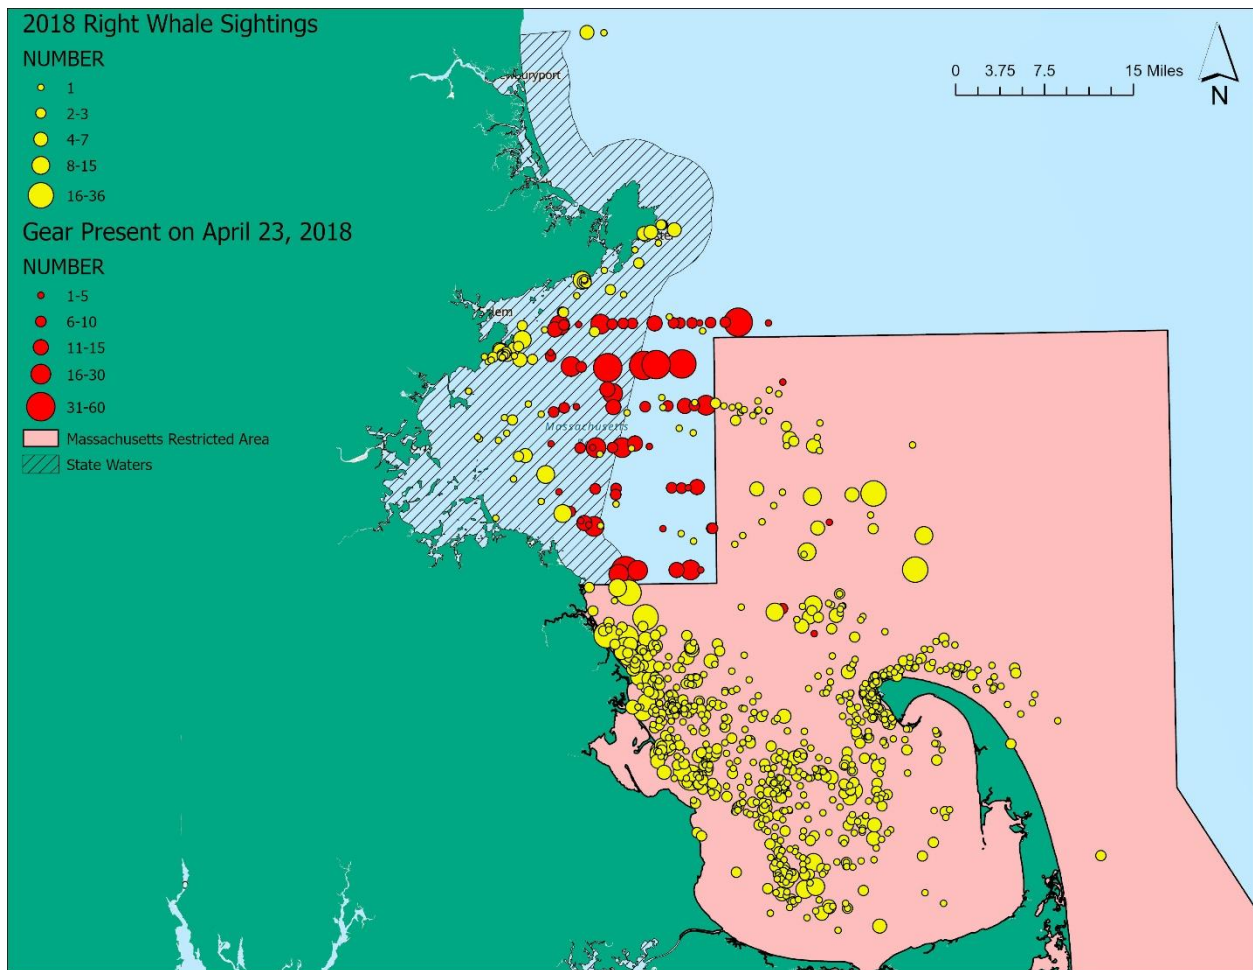 2018 Right Whale Sightings
NUMBER
1
2-3
4-7
8-15
16-36
Gear Present on April 23, 2018
NUMBER
1-5
6-10
11-15
16-30
31-60
Massachusetts Restricted Area
State Waters
0 3.75 7.5 15 Miles
N
Massachusetts